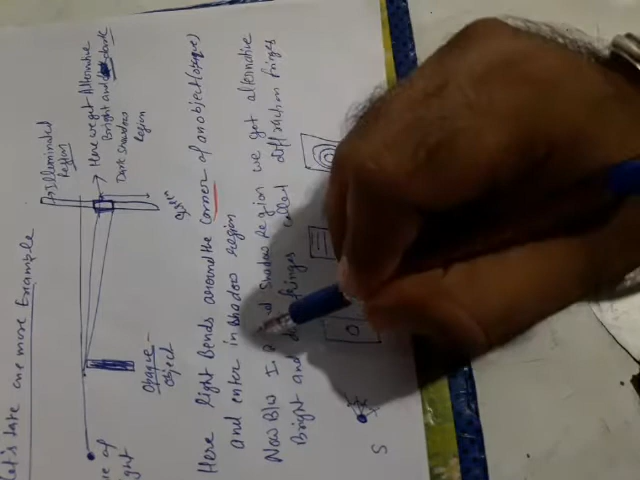 Let's take one more Example
Illuminated
Region
Here we get Alternative
Bright and dark
Dark shadows
region
opaque
object
Here light Bends around the corner of an object (opaque)
and enter in shadow region
Now B/w I and Shadow Region we get alternative
Bright and fringes called diffraction fringes
S